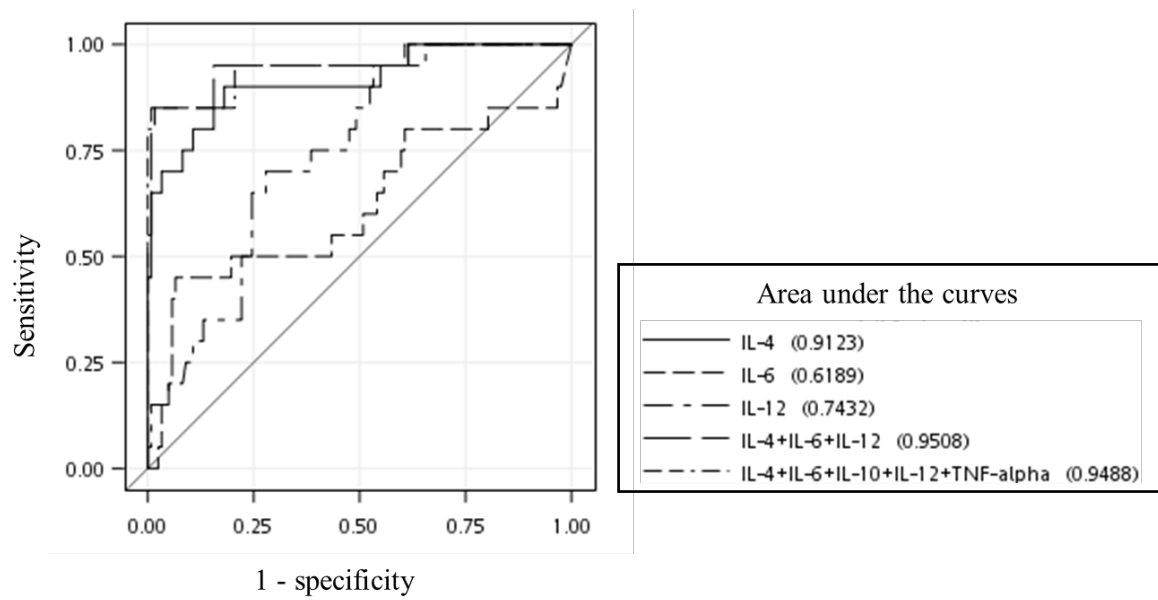 1.00
0.75
0.50
0.25
0.00
Sensitivity
0.00 0.25 0.50 0.75 1.00
1 - specificity
Area under the curves
IL-4 (0.9123)
IL-6 (0.6189)
IL-12 (0.7432)
IL-4+IL-6+IL-12 (0.9508)
IL-4+IL-6+IL-10+IL-12+TNF-alpha (0.9488)